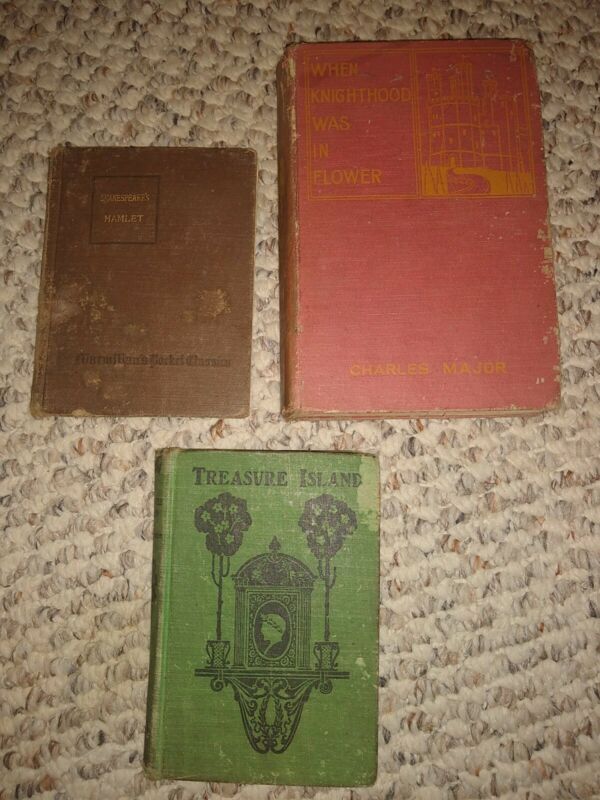 SHAKESPEARE'S
HAMLET
Macmillan's Pocket Classics
WHEN
KNIGHTHOOD
WAS
IN
FLOWER
CHARLES MAJOR
TREASURE ISLAND